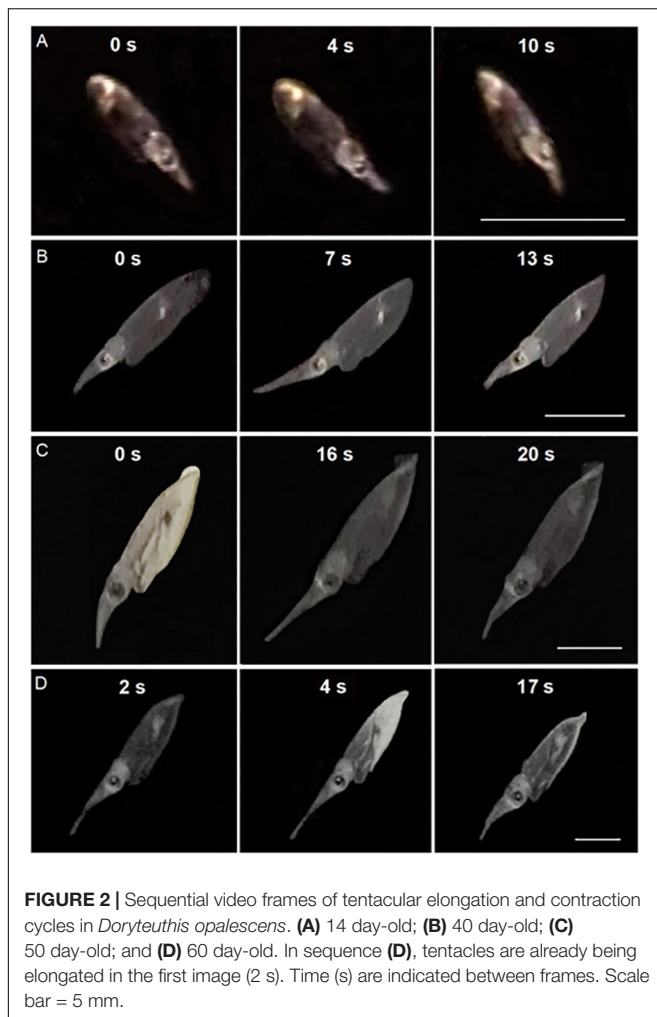 A
0 s
4 s
10 s
B
0 s
7 s
13 s
C
0 s
16 s
20 s
D
2 s
4 s
17 s
FIGURE 2 | Sequential video frames of tentacular elongation and contraction
cycles in Doryteuthis opalescens. (A) 14 day-old; (B) 40 day-old; (C)
50 day-old; and (D) 60 day-old. In sequence (D), tentacles are already being
elongated in the first image (2 s). Time (s) are indicated between frames. Scale
bar = 5 mm.